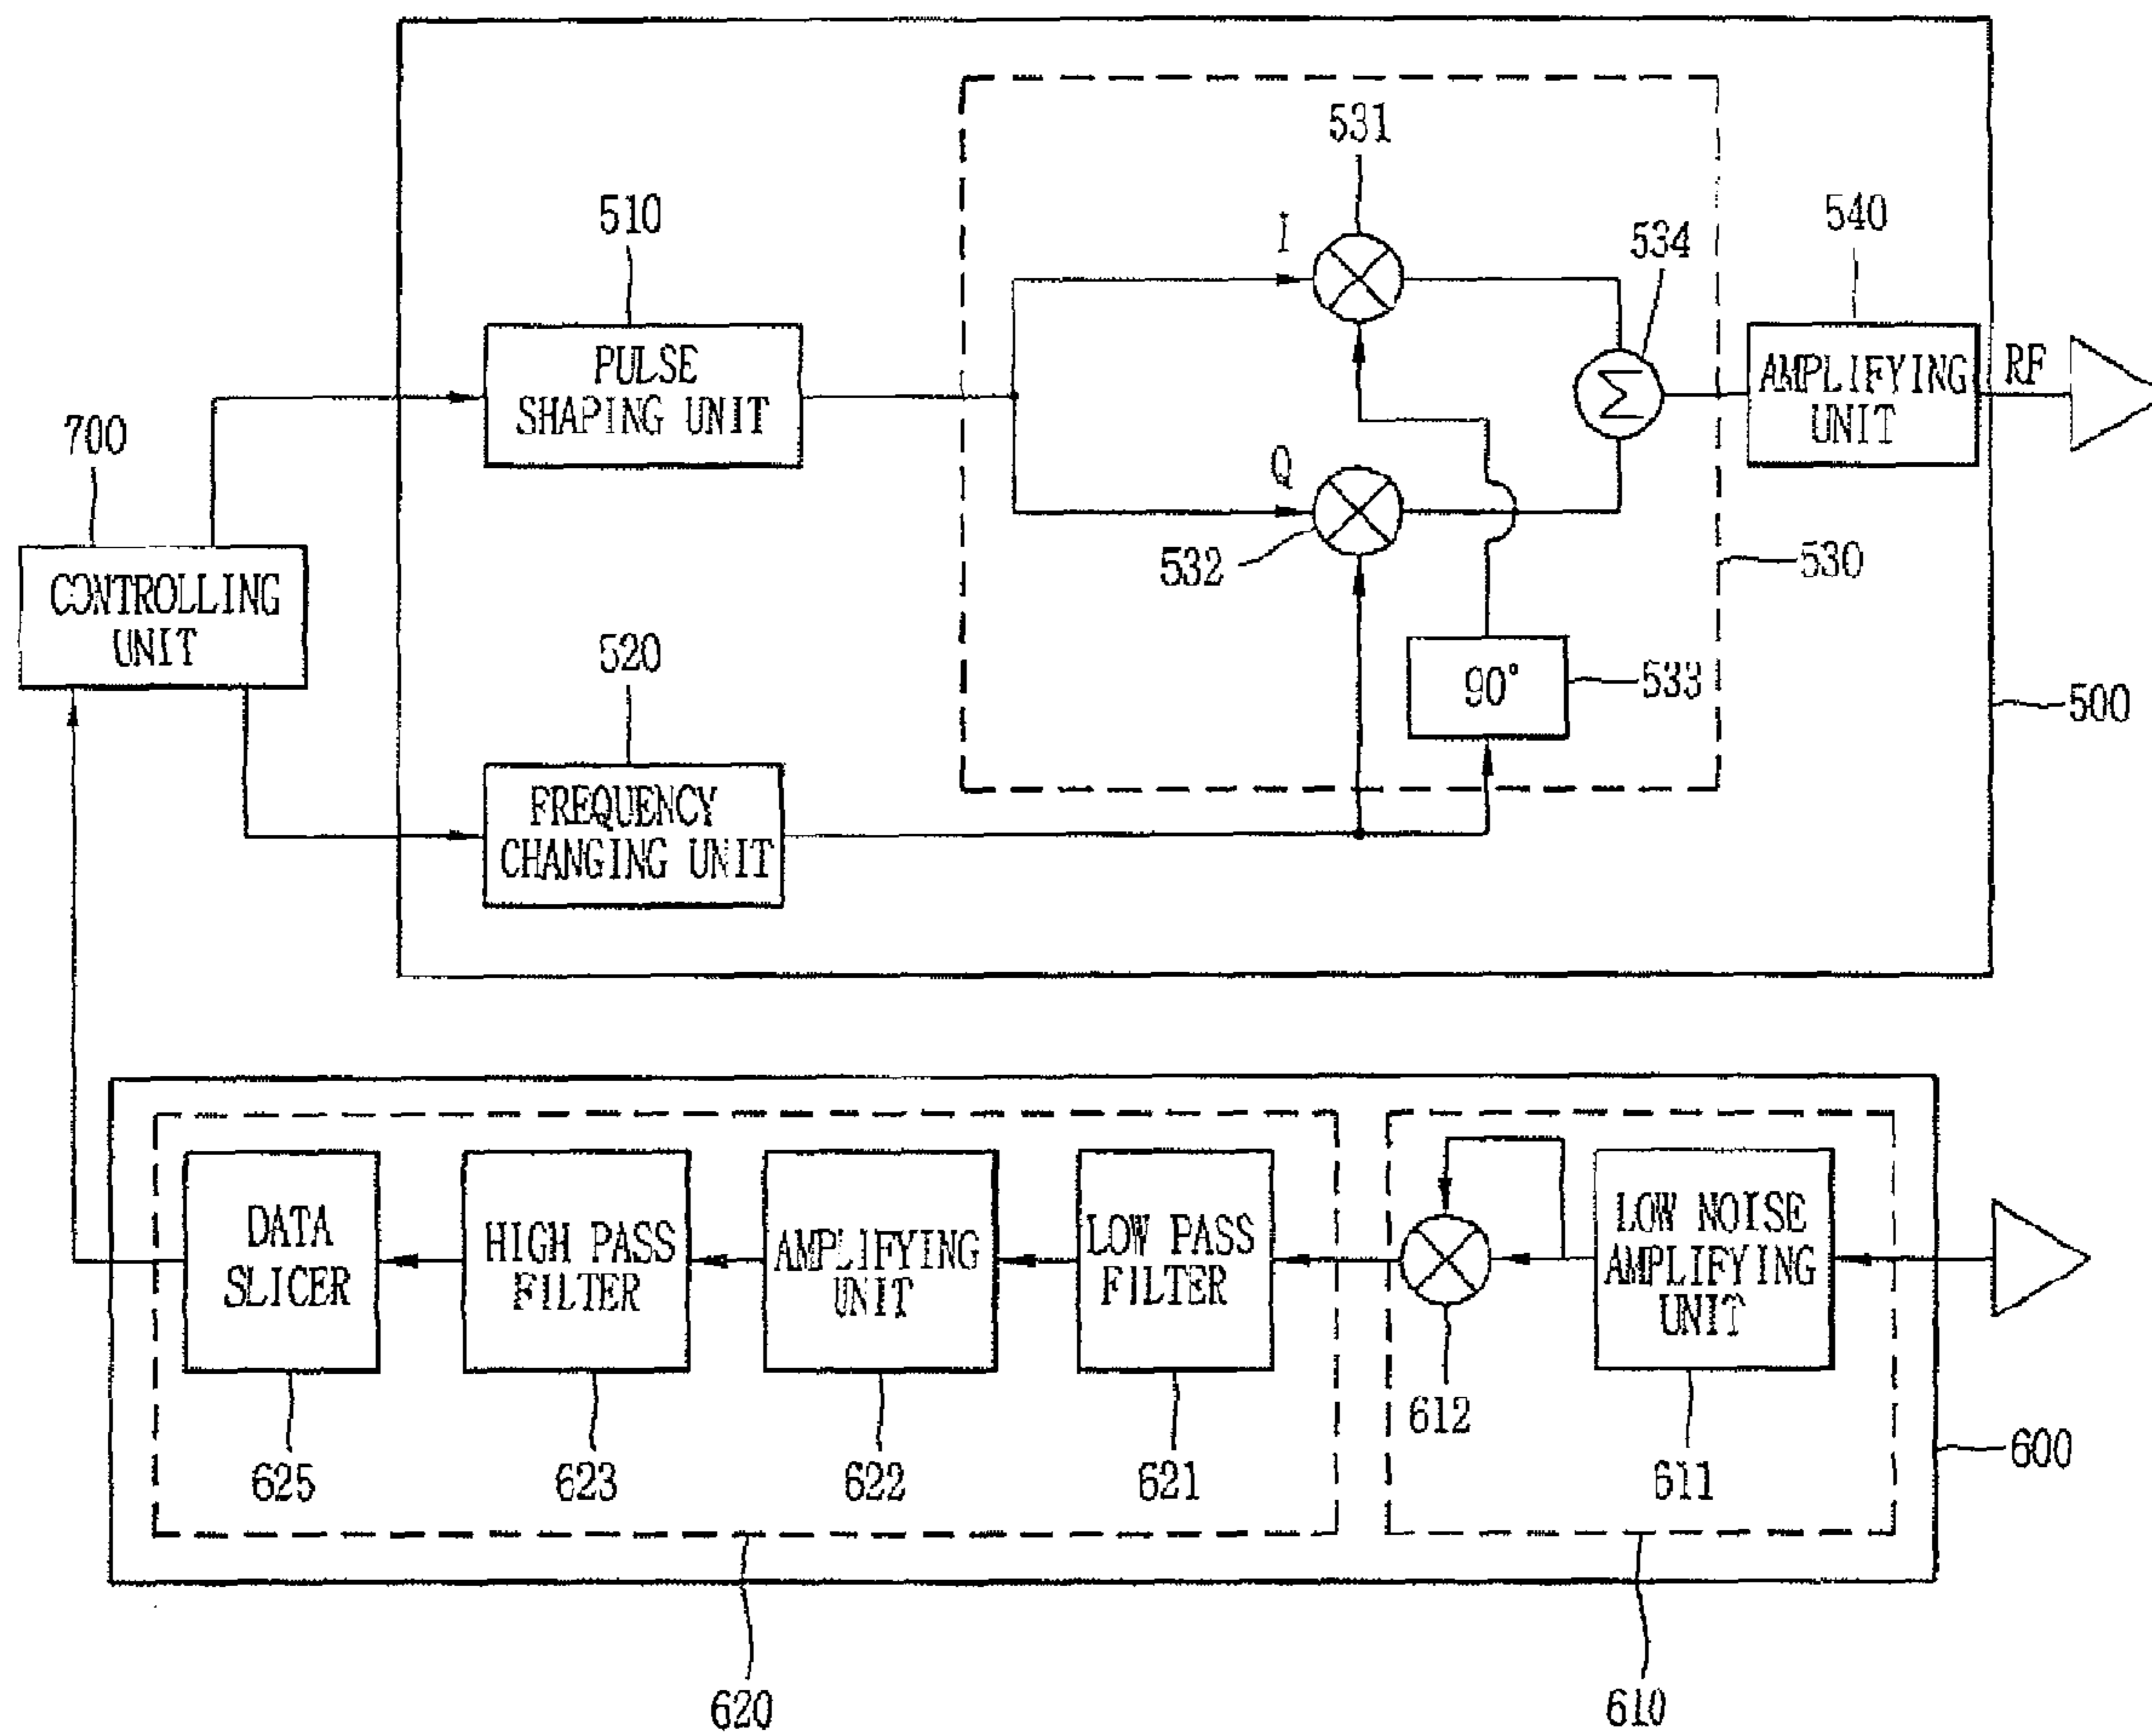 531
510
I
540
534
PULSE
SHAPING UNIT
AMPLIFYING
UNIT
RF
700
Q
532
530
CONTROLLING
UNIT
520
90°
533
500
FREQUENCY
CHANGING UNIT
Σ
DATA
SLICER
HIGH PASS
FILTER
AMPLIFYING
UNIT
LOW PASS
FILTER
LOW NOISE
AMPLIFYING
UNIT
612
600
625
623
622
621
611
620
610